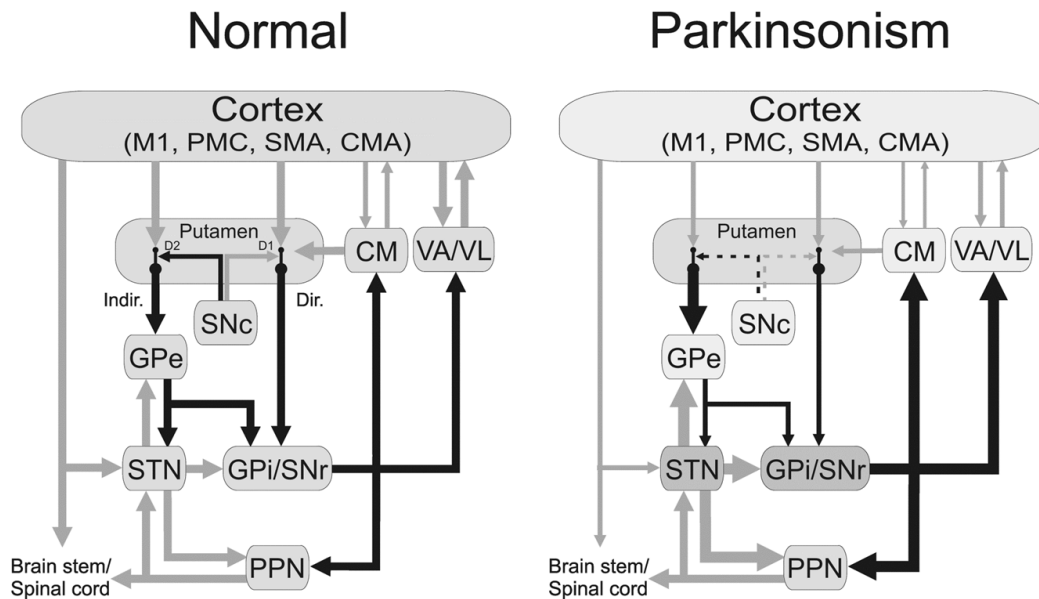 Normal
Cortex
(M1, PMC, SMA, CMA)
Putamen
D2
D1
CM
VA/VL
Indir.
Dir.
SNc
GPe
STN
GPi/SNr
PPN
Brain stem/
Spinal cord
Parkinsonism
Cortex
(M1, PMC, SMA, CMA)
Putamen
CM
VA/VL
SNc
GPe
STN
GPi/SNr
PPN
Brain stem/
Spinal cord